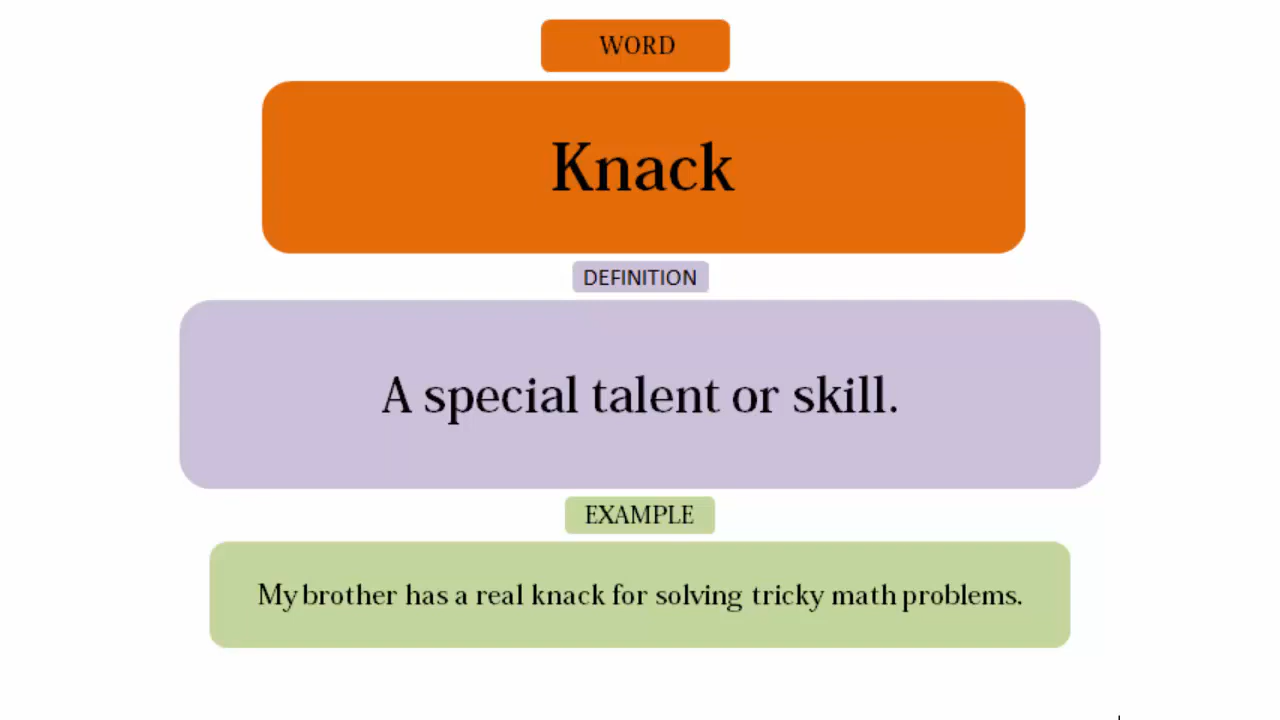 WORD
Knack
DEFINITION
A special talent or skill.
EXAMPLE
My brother has a real knack for solving tricky math problems.